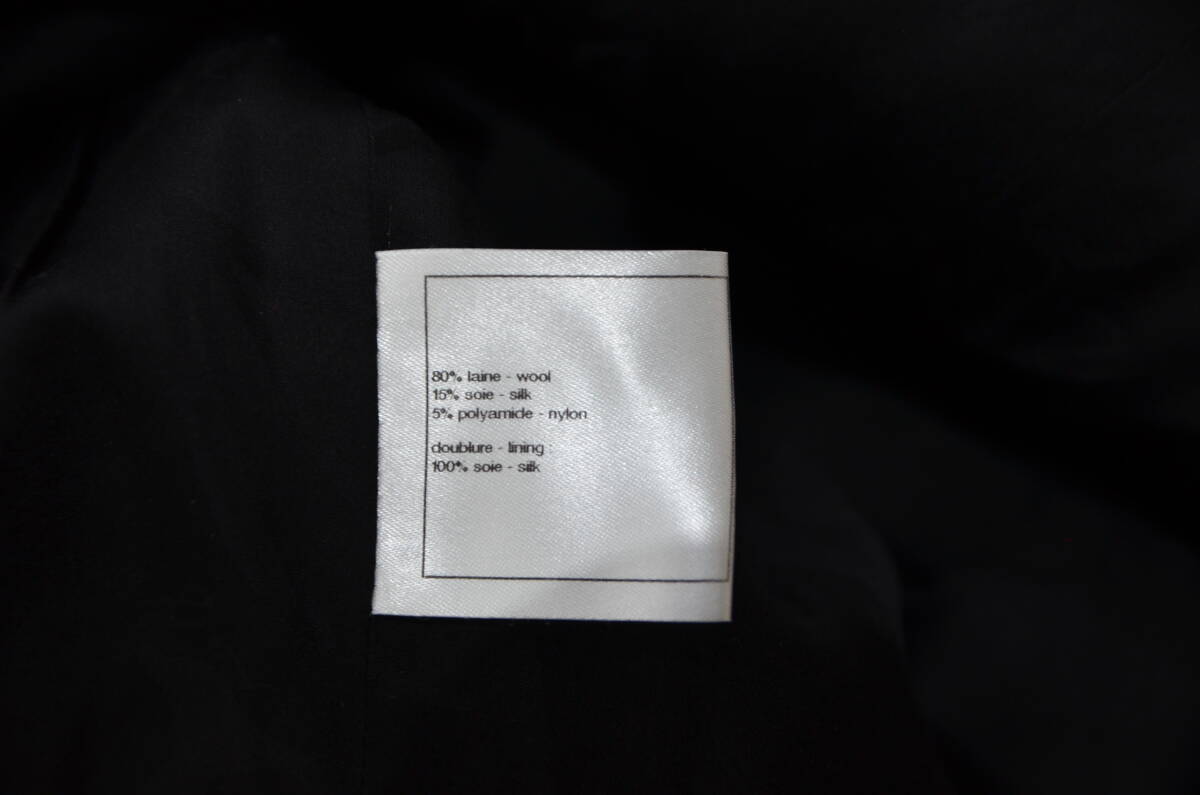 80% laine - wool
15% soie - silk
5% polyamide - nylon
doublure - lining :
100% soie - silk